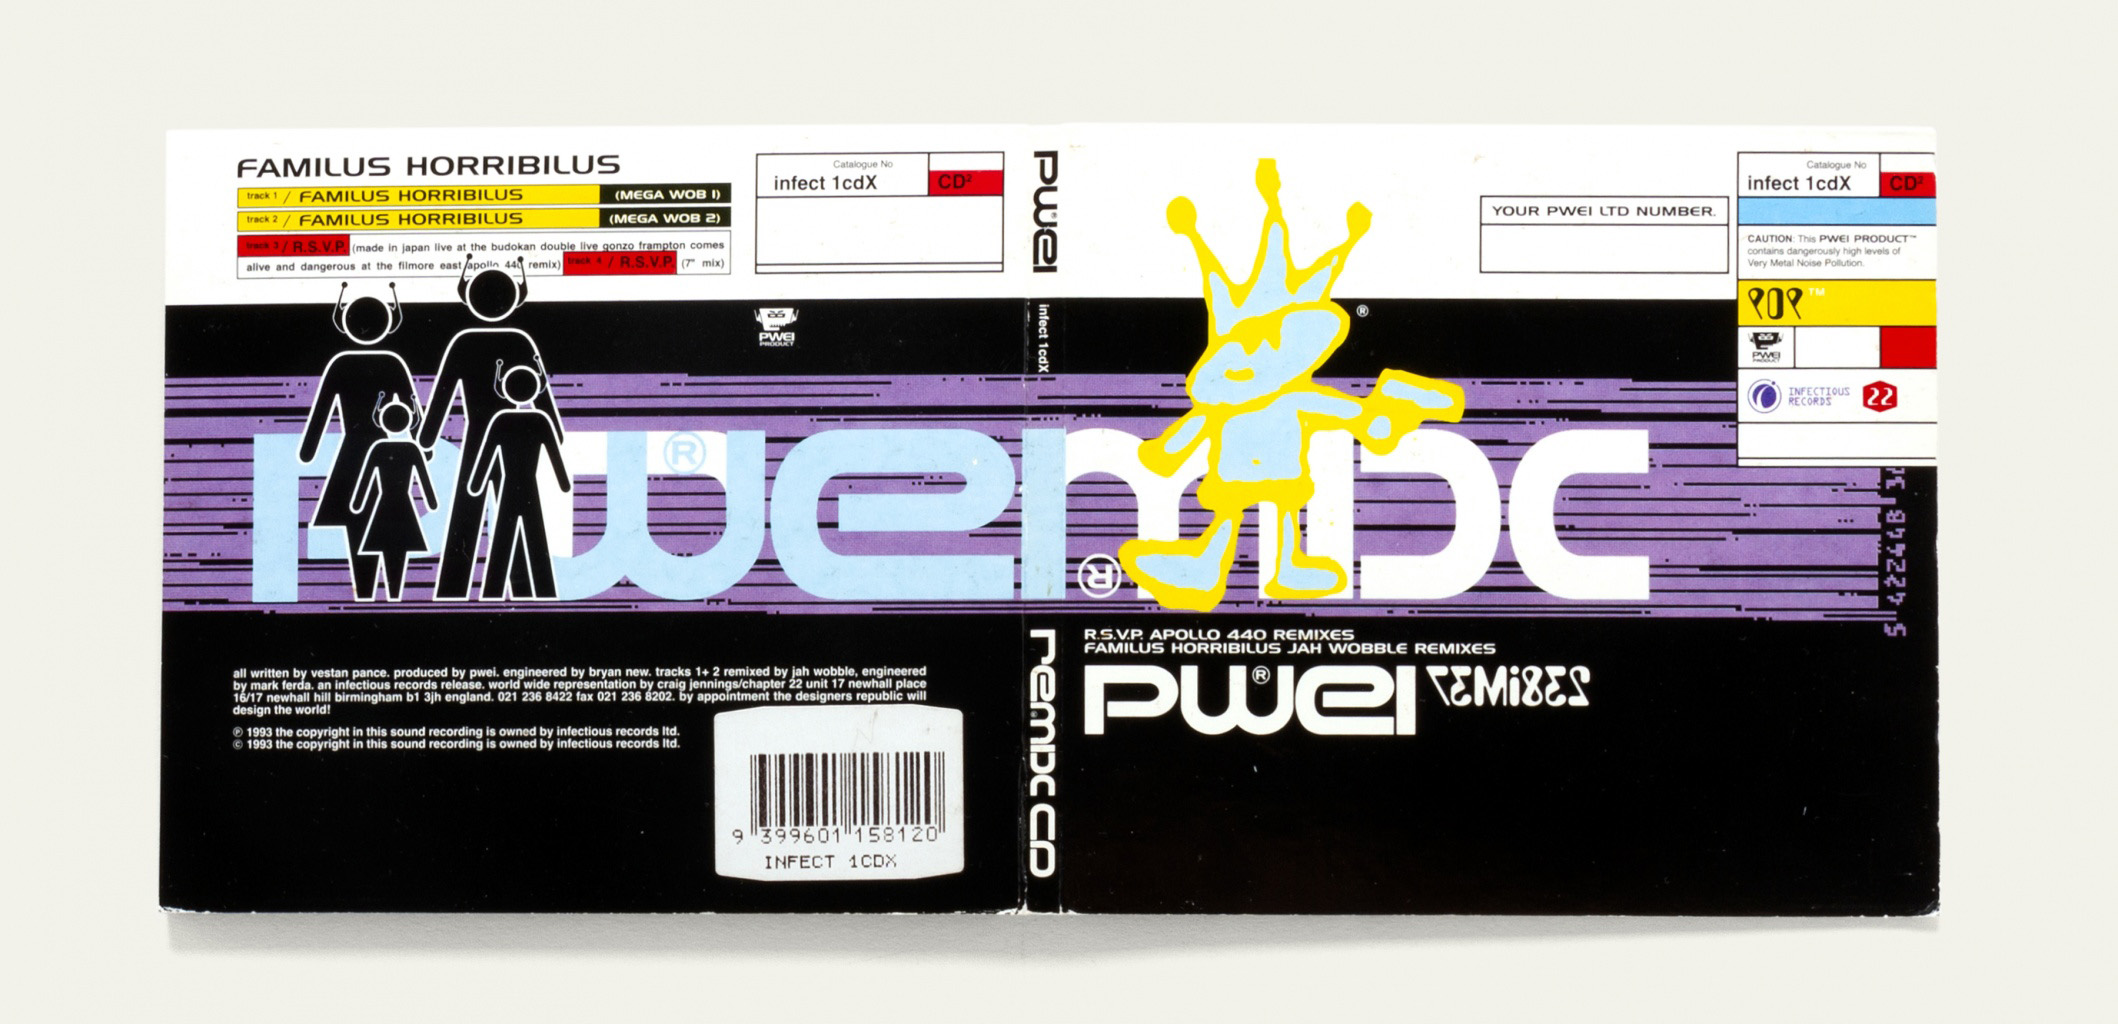 FAMILUS HORRIBILUS
track 1 / FAMILUS HORRIBILUS (MEGA WOB 1)
track 2 / FAMILUS HORRIBILUS (MEGA WOB 2)
track 3 / R.S.V.P. (made in japan live at the budokan double live gonzo frampton comes
alive and dangerous at the filmore east apollo 440 remix) track 4 / R.S.V.P. (7" mix)
Catalogue No
infect 1cdX
CD²
PWEI
PRODUCT
pwei
®
all written by vestan pance. produced by pwei. engineered by bryan new. tracks 1+ 2 remixed by jah wobble, engineered
by mark ferda. an infectious records release. world wide representation by craig jennings/chapter 22 unit 17 newhall place
16/17 newhall hill birmingham b1 3jh england. 021 236 8422 fax 021 236 8202. by appointment the designers republic will
design the world!
℗ 1993 the copyright in this sound recording is owned by infectious records ltd.
© 1993 the copyright in this sound recording is owned by infectious records ltd.
9 399601 158120
INFECT 1CDX
PWEI
infect 1cdX
remixes CD
®
YOUR PWEI LTD NUMBER.
Catalogue No
infect 1cdX
CD²
CAUTION: This PWEI PRODUCT™
contains dangerously high levels of
Very Metal Noise Pollution.
POP™
PWEI
PRODUCT
INFECTIOUS
RECORDS
22
®
R.S.V.P. APOLLO 440 REMIXES
FAMILUS HORRIBILUS JAH WOBBLE REMIXES
PWEI®